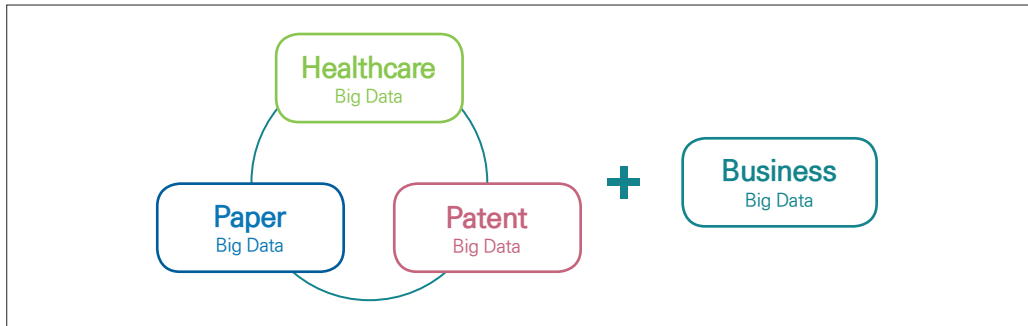 Healthcare
Big Data
Paper
Big Data
Patent
Big Data
+
Business
Big Data